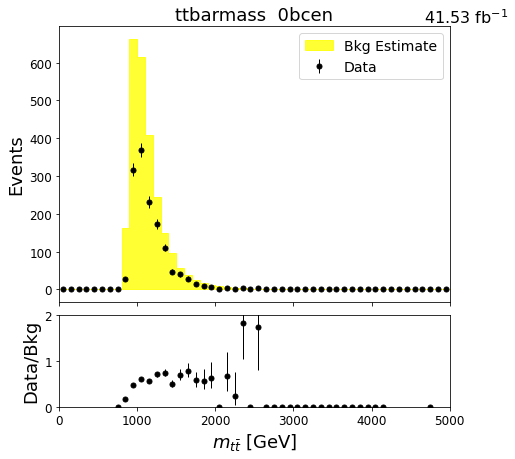 ttbarmass  0bcen
41.53 fb⁻¹
Bkg Estimate
Data
Events
600
500
400
300
200
100
0
Data/Bkg
2
1
0
0 1000 2000 3000 4000 5000
m_{tt̄} [GeV]